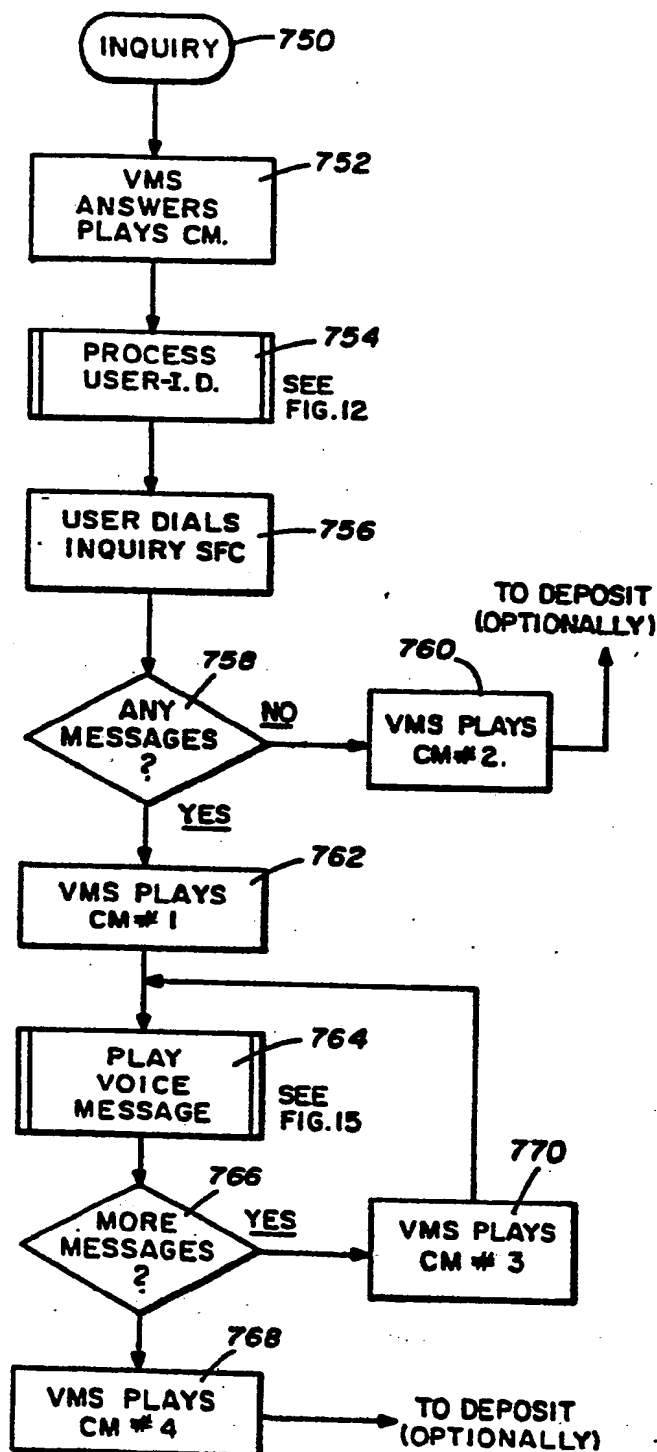 INQUIRY
750
752
VMS
ANSWERS
PLAYS CM.
754
PROCESS
USER-I.D.
SEE
FIG.12
USER DIALS
INQUIRY SFC
756
TO DEPOSIT
(OPTIONALLY)
758
ANY
MESSAGES
?
NO
YES
760
VMS PLAYS
CM#2.
762
VMS PLAYS
CM# 1
764
PLAY
VOICE
MESSAGE
SEE
FIG.15
766
MORE
MESSAGES
?
YES
770
VMS PLAYS
CM # 3
768
VMS PLAYS
CM #4
TO DEPOSIT
(OPTIONALLY)